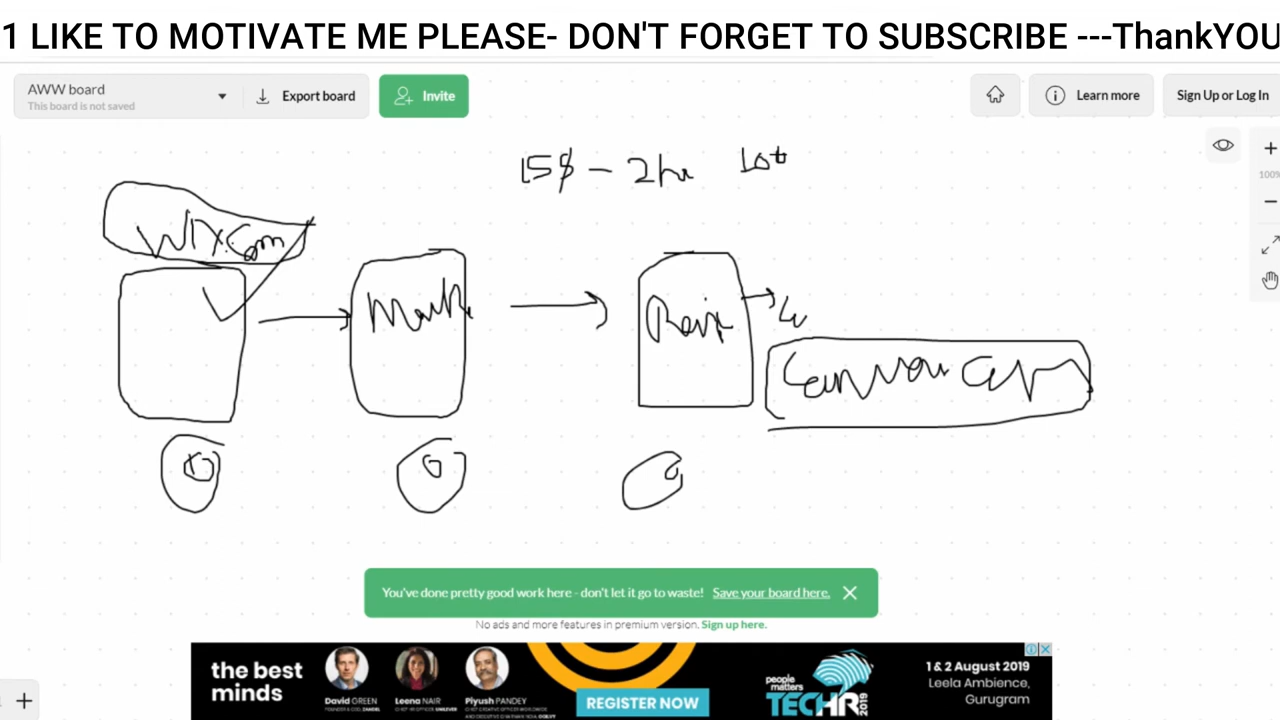 1 LIKE TO MOTIVATE ME PLEASE- DON'T FORGET TO SUBSCRIBE ---ThankYOU
AWW board
This board is not saved
Export board
Invite
Learn more
Sign Up or Log In
100%
15$ - 2hr
Wix.Com
You've done pretty good work here - don't let it go to waste! Save your board here.
No ads and more features in premium version. Sign up here.
the best minds
David GREEN
Leena NAIR
Piyush PANDEY
REGISTER NOW
people matters
TECHR 2019
1 & 2 August 2019
Leela Ambience,
Gurugram